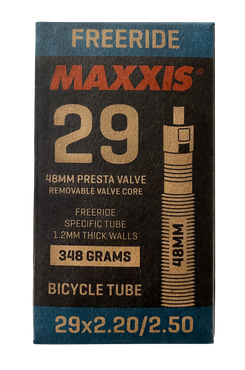 FREERIDE
MAXXIS®
29
48MM PRESTA VALVE
REMOVABLE VALVE CORE
FREERIDE
SPECIFIC TUBE
1.2MM THICK WALLS
348 GRAMS
48MM
BICYCLE TUBE
29x2.20/2.50